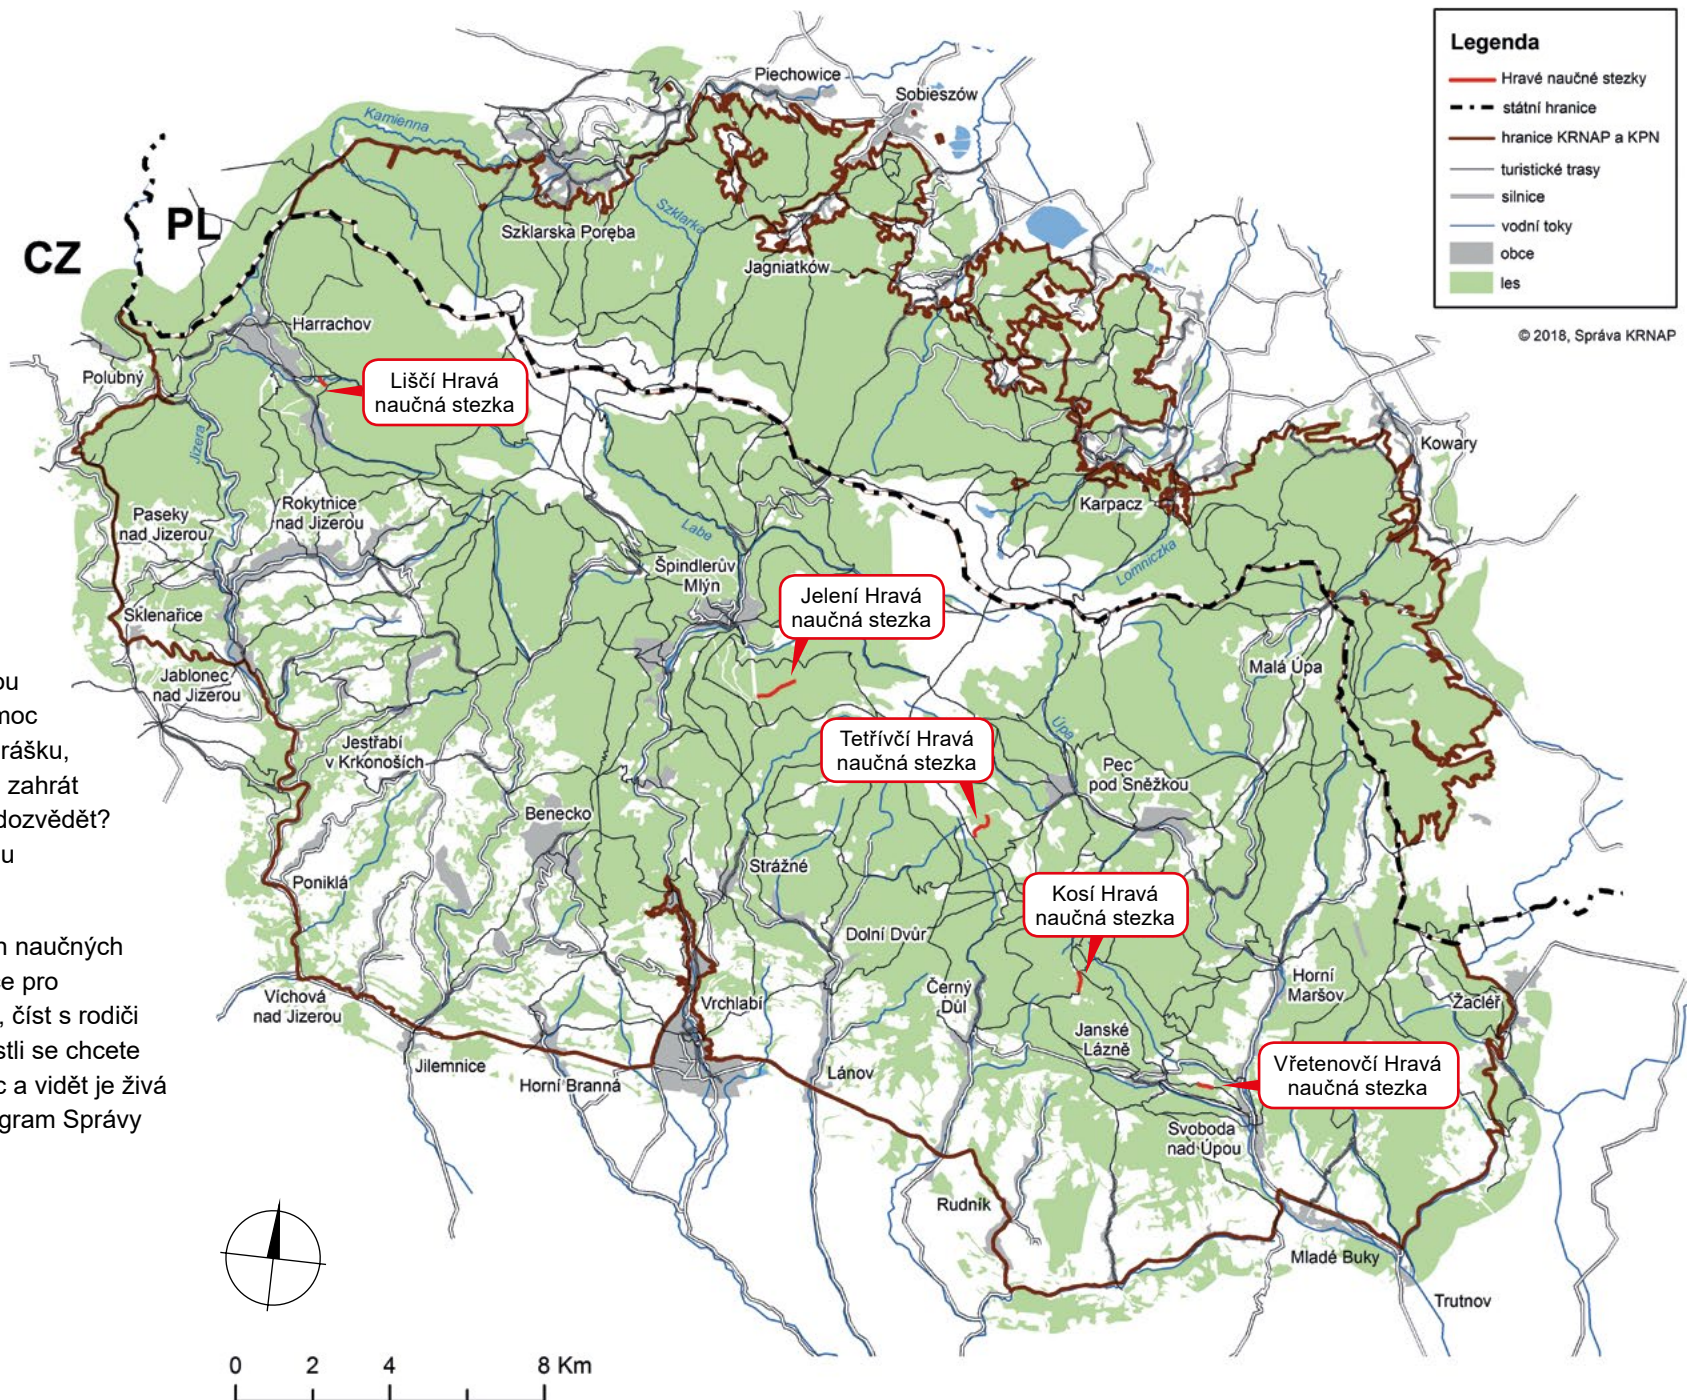 Legenda
Hravé naučné stezky
státní hranice
hranice KRNAP a KPN
turistické trasy
silnice
vodní toky
obce
les
© 2018, Správa KRNAP
CZ
PL
Piechowice
Sobieszów
Kamienna
Szklarska Poręba
Szklarka
Jagniatków
Harrachov
Polubný
Liščí Hravá
naučná stezka
Jizera
Kowary
Karpacz
Łomniczka
Rokytnice
nad Jizerou
Paseky
nad Jizerou
Labe
Špindlerův
Mlýn
Jelení Hravá
naučná stezka
Sklenařice
Jablonec
nad Jizerou
Malá Úpa
Tetřívčí Hravá
naučná stezka
Úpa
Pec
pod Sněžkou
Jestřabí
v Krkonoších
Benecko
Strážné
Poniklá
Kosí Hravá
naučná stezka
Dolní Dvůr
Černý
Důl
Horní
Maršov
Žacléř
Víchová
nad Jizerou
Vrchlabí
Janské
Lázně
Jilemnice
Horní Branná
Lánov
Vřetenovčí Hravá
naučná stezka
Svoboda
nad Úpou
Rudník
Mladé Buky
Trutnov
ou
moc
rášku,
zahrát
dozvědět?
u
h naučných
ce pro
, číst s rodiči
stli se chcete
c a vidět je živá
gram Správy
0 2 4 8 Km